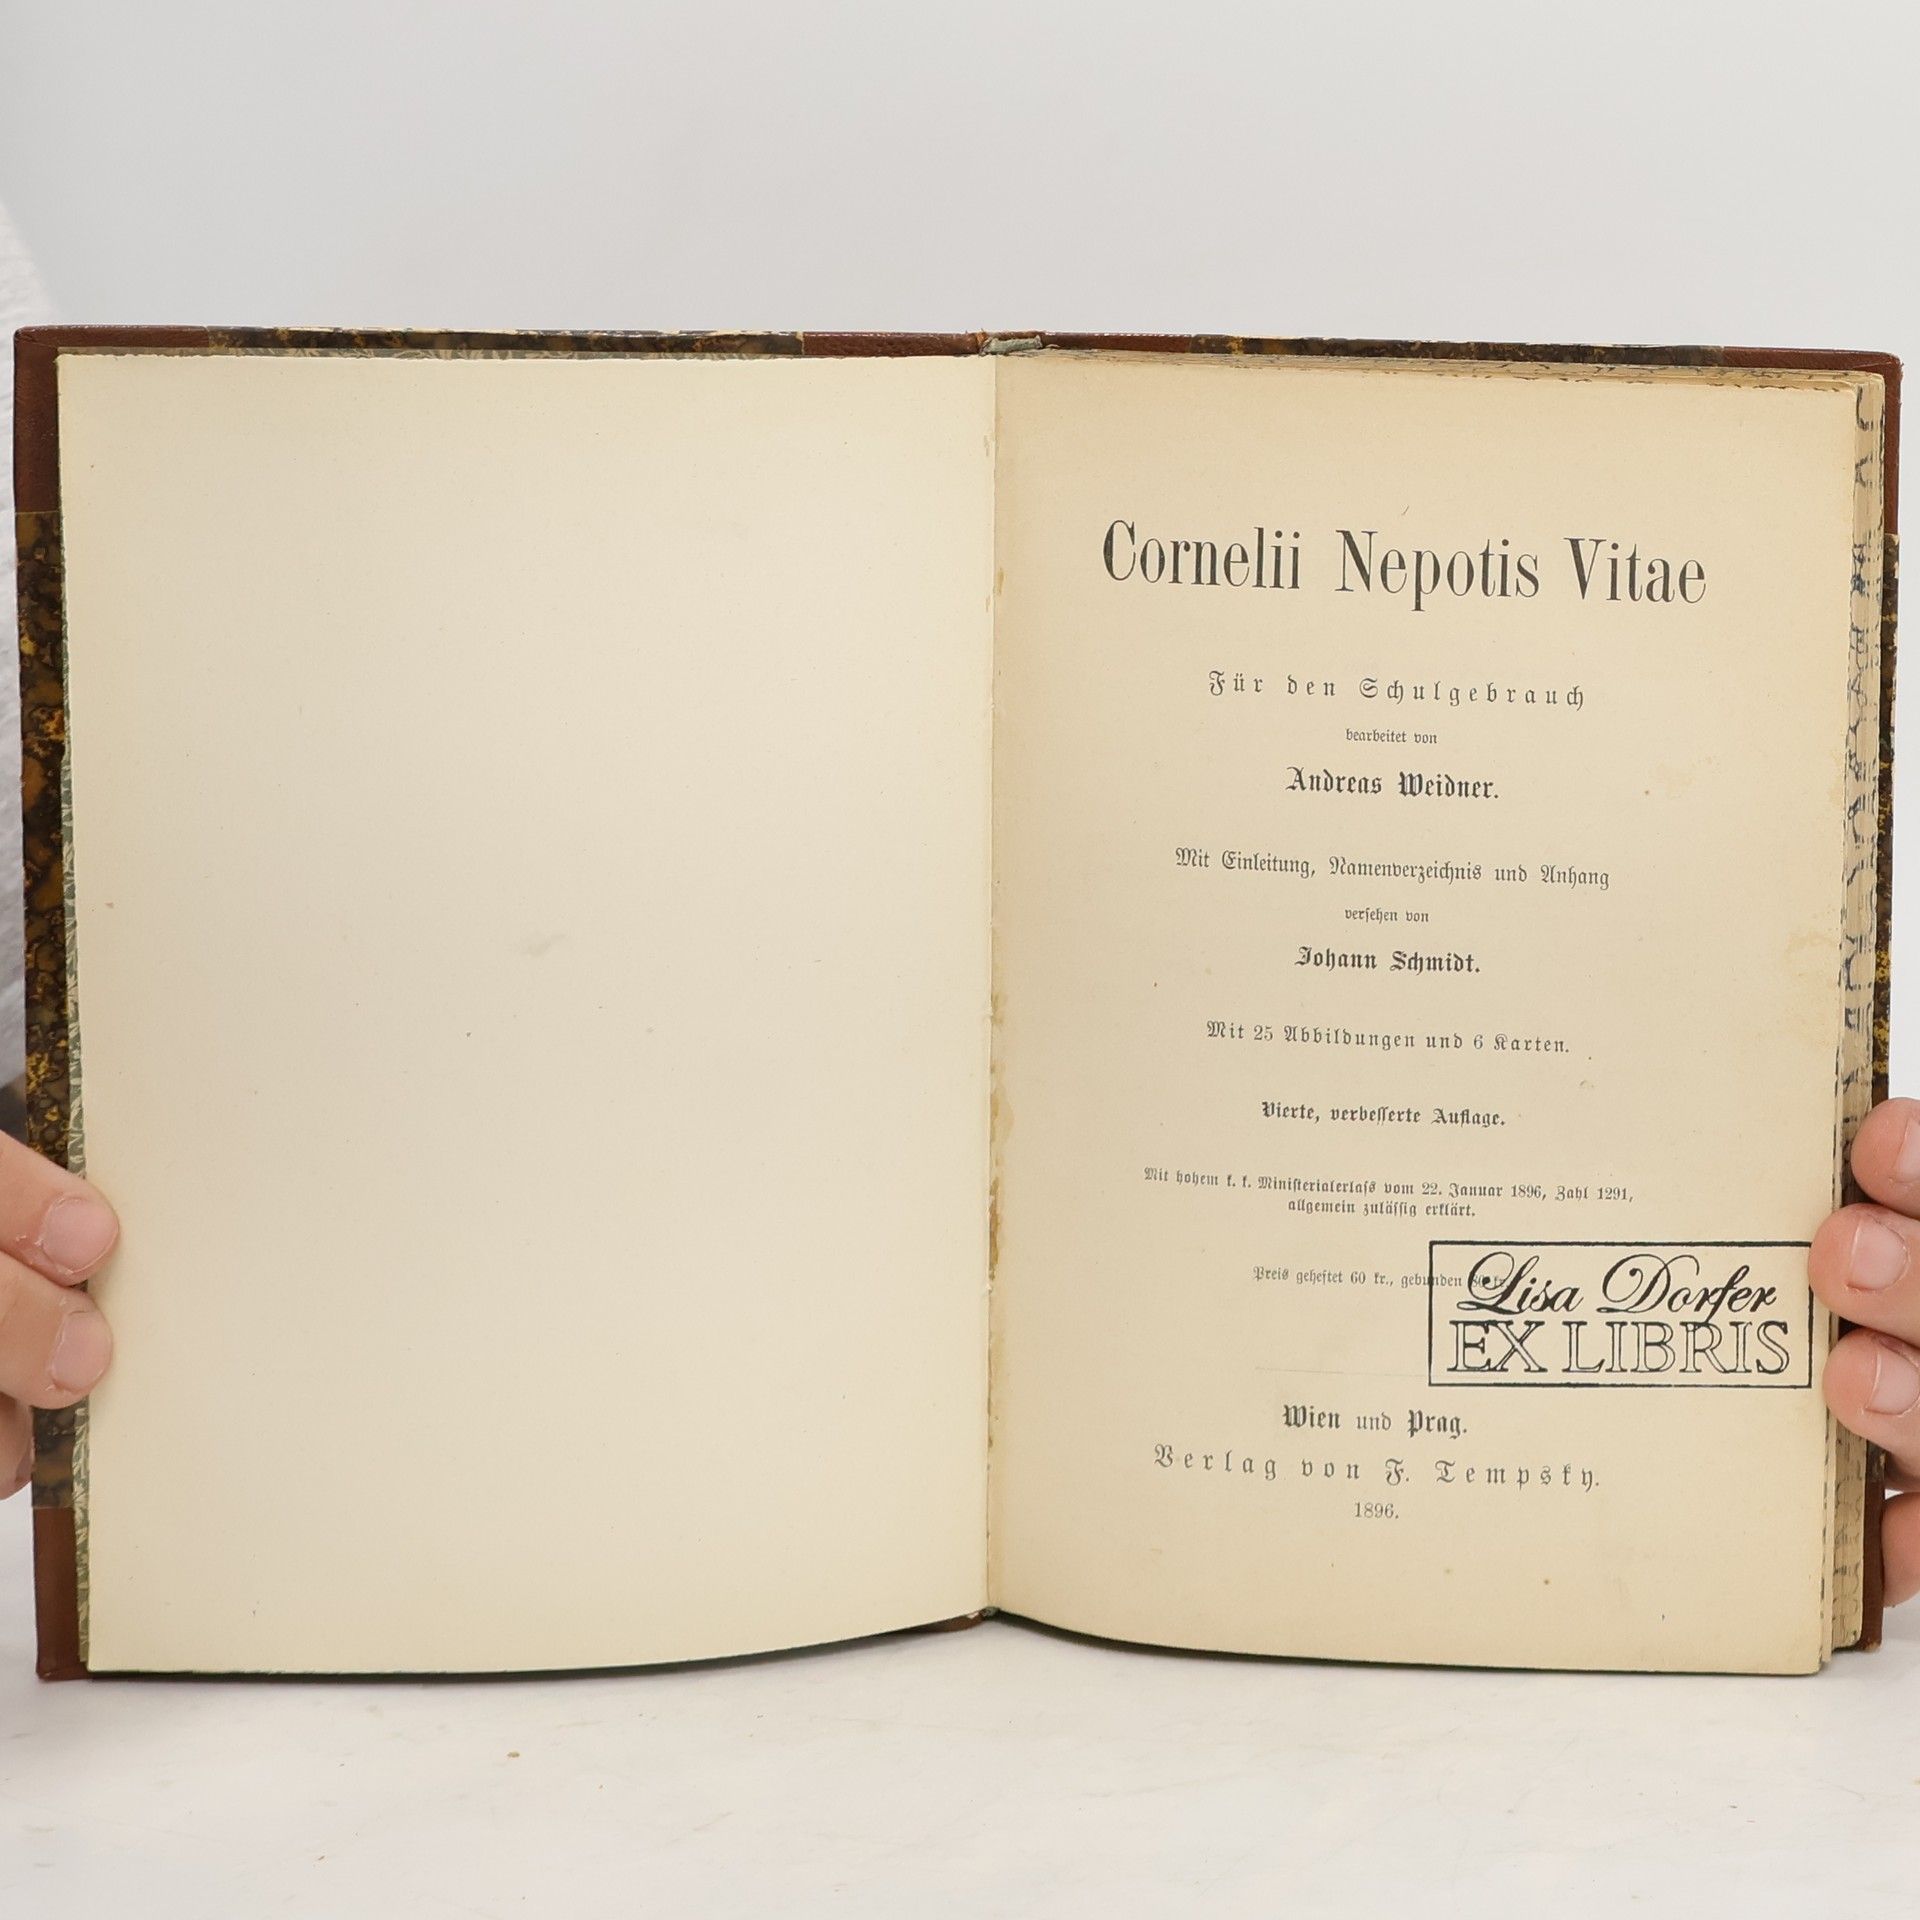 Cornelii Nepotis Vitae
Für den Schulgebrauch
bearbeitet von
Andreas Weidner.
Mit Einleitung, Namenverzeichnis und Anhang
versehen von
Johann Schmidt.
Mit 25 Abbildungen und 6 Karten.
Vierte, verbesserte Auflage.
Mit hohem k. k. Ministerialerlass vom 22. Januar 1896, Zahl 1291,
allgemein zulässig erklärt.
Preis geheftet 60 kr., gebunden 80 kr.
Lisa Dorfer
EX LIBRIS
Wien und Prag.
Verlag von F. Tempsky.
1896.